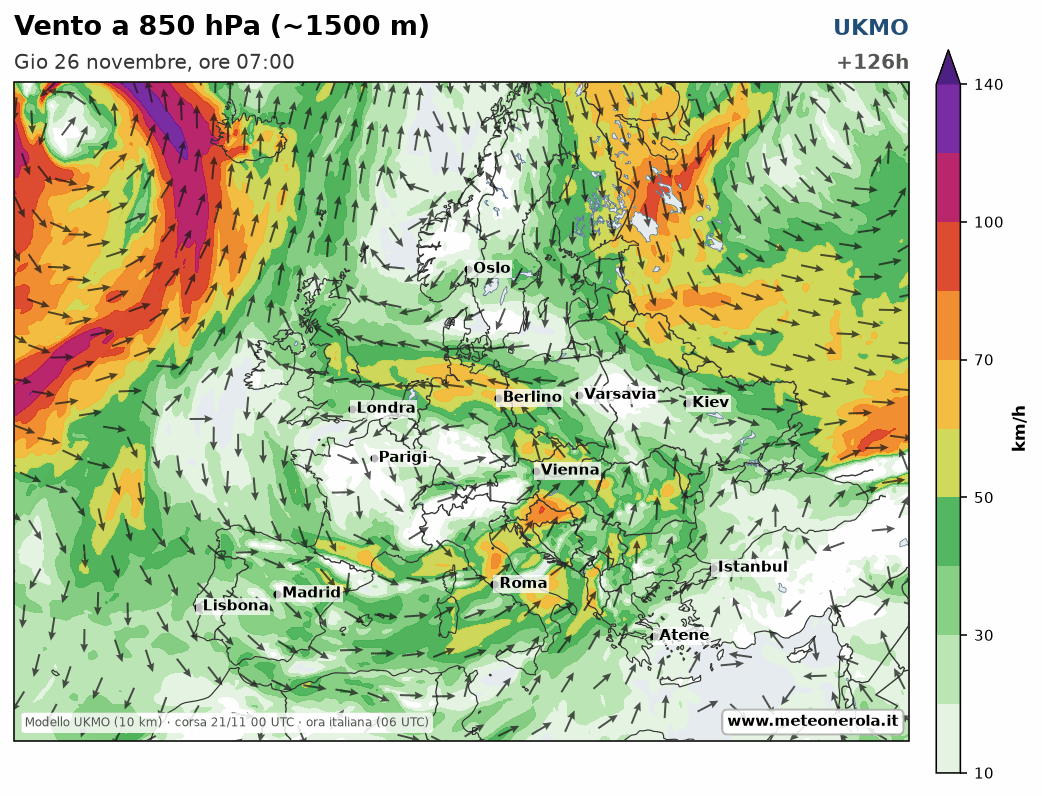 Vento a 850 hPa (~1500 m)
UKMO
Gio 26 novembre, ore 07:00
+126h
140
100
70
50
30
10
km/h
Oslo
Londra
Berlino
Varsavia
Kiev
Parigi
Vienna
Istanbul
Roma
Madrid
Lisbona
Atene
Modello UKMO (10 km) · corsa 21/11 00 UTC · ora italiana (06 UTC)
www.meteonerola.it